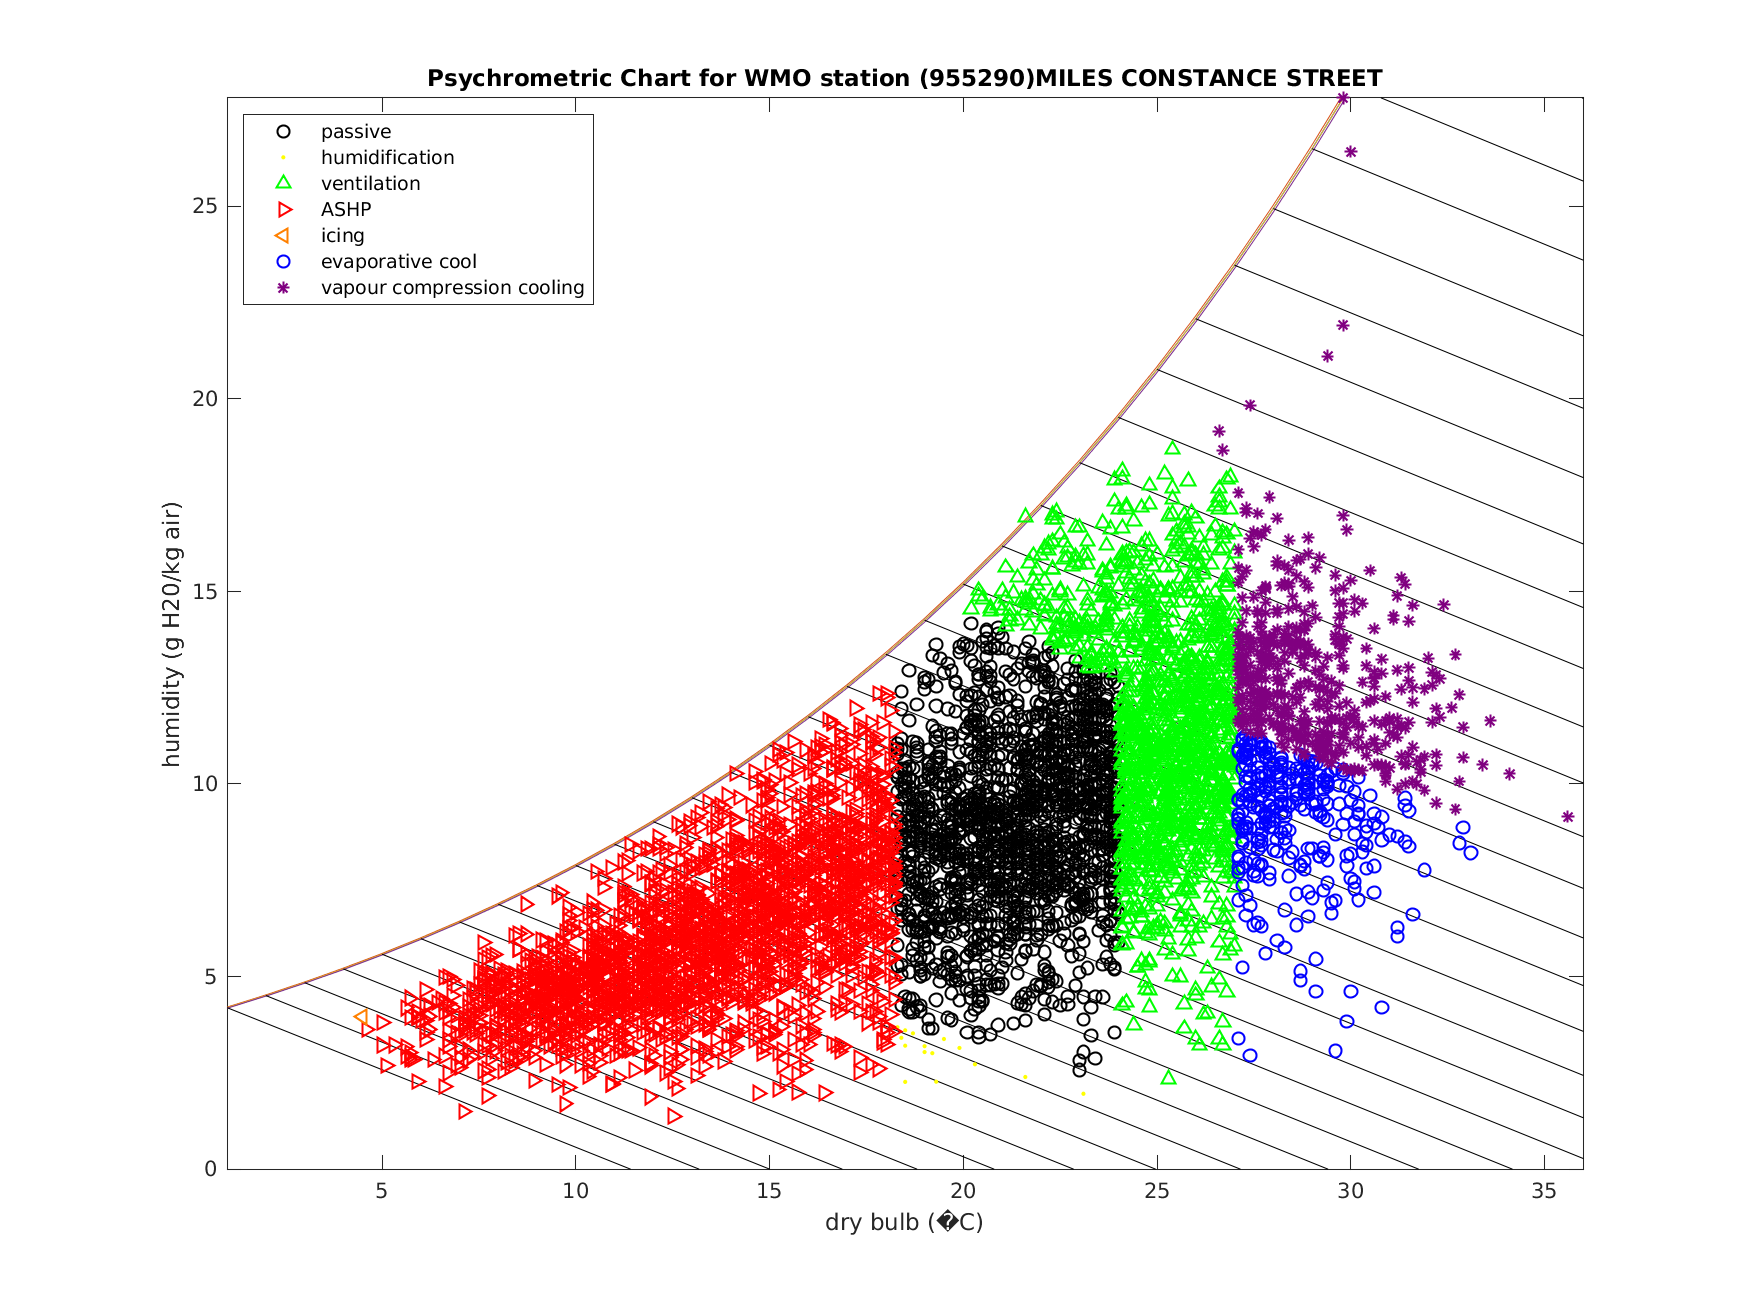 Psychrometric Chart for WMO station (955290)MILES CONSTANCE STREET
passive
humidification
ventilation
ASHP
icing
evaporative cool
vapour compression cooling
25
20
15
10
5
0
humidity (g H20/kg air)
5 10 15 20 25 30 35
dry bulb (�C)